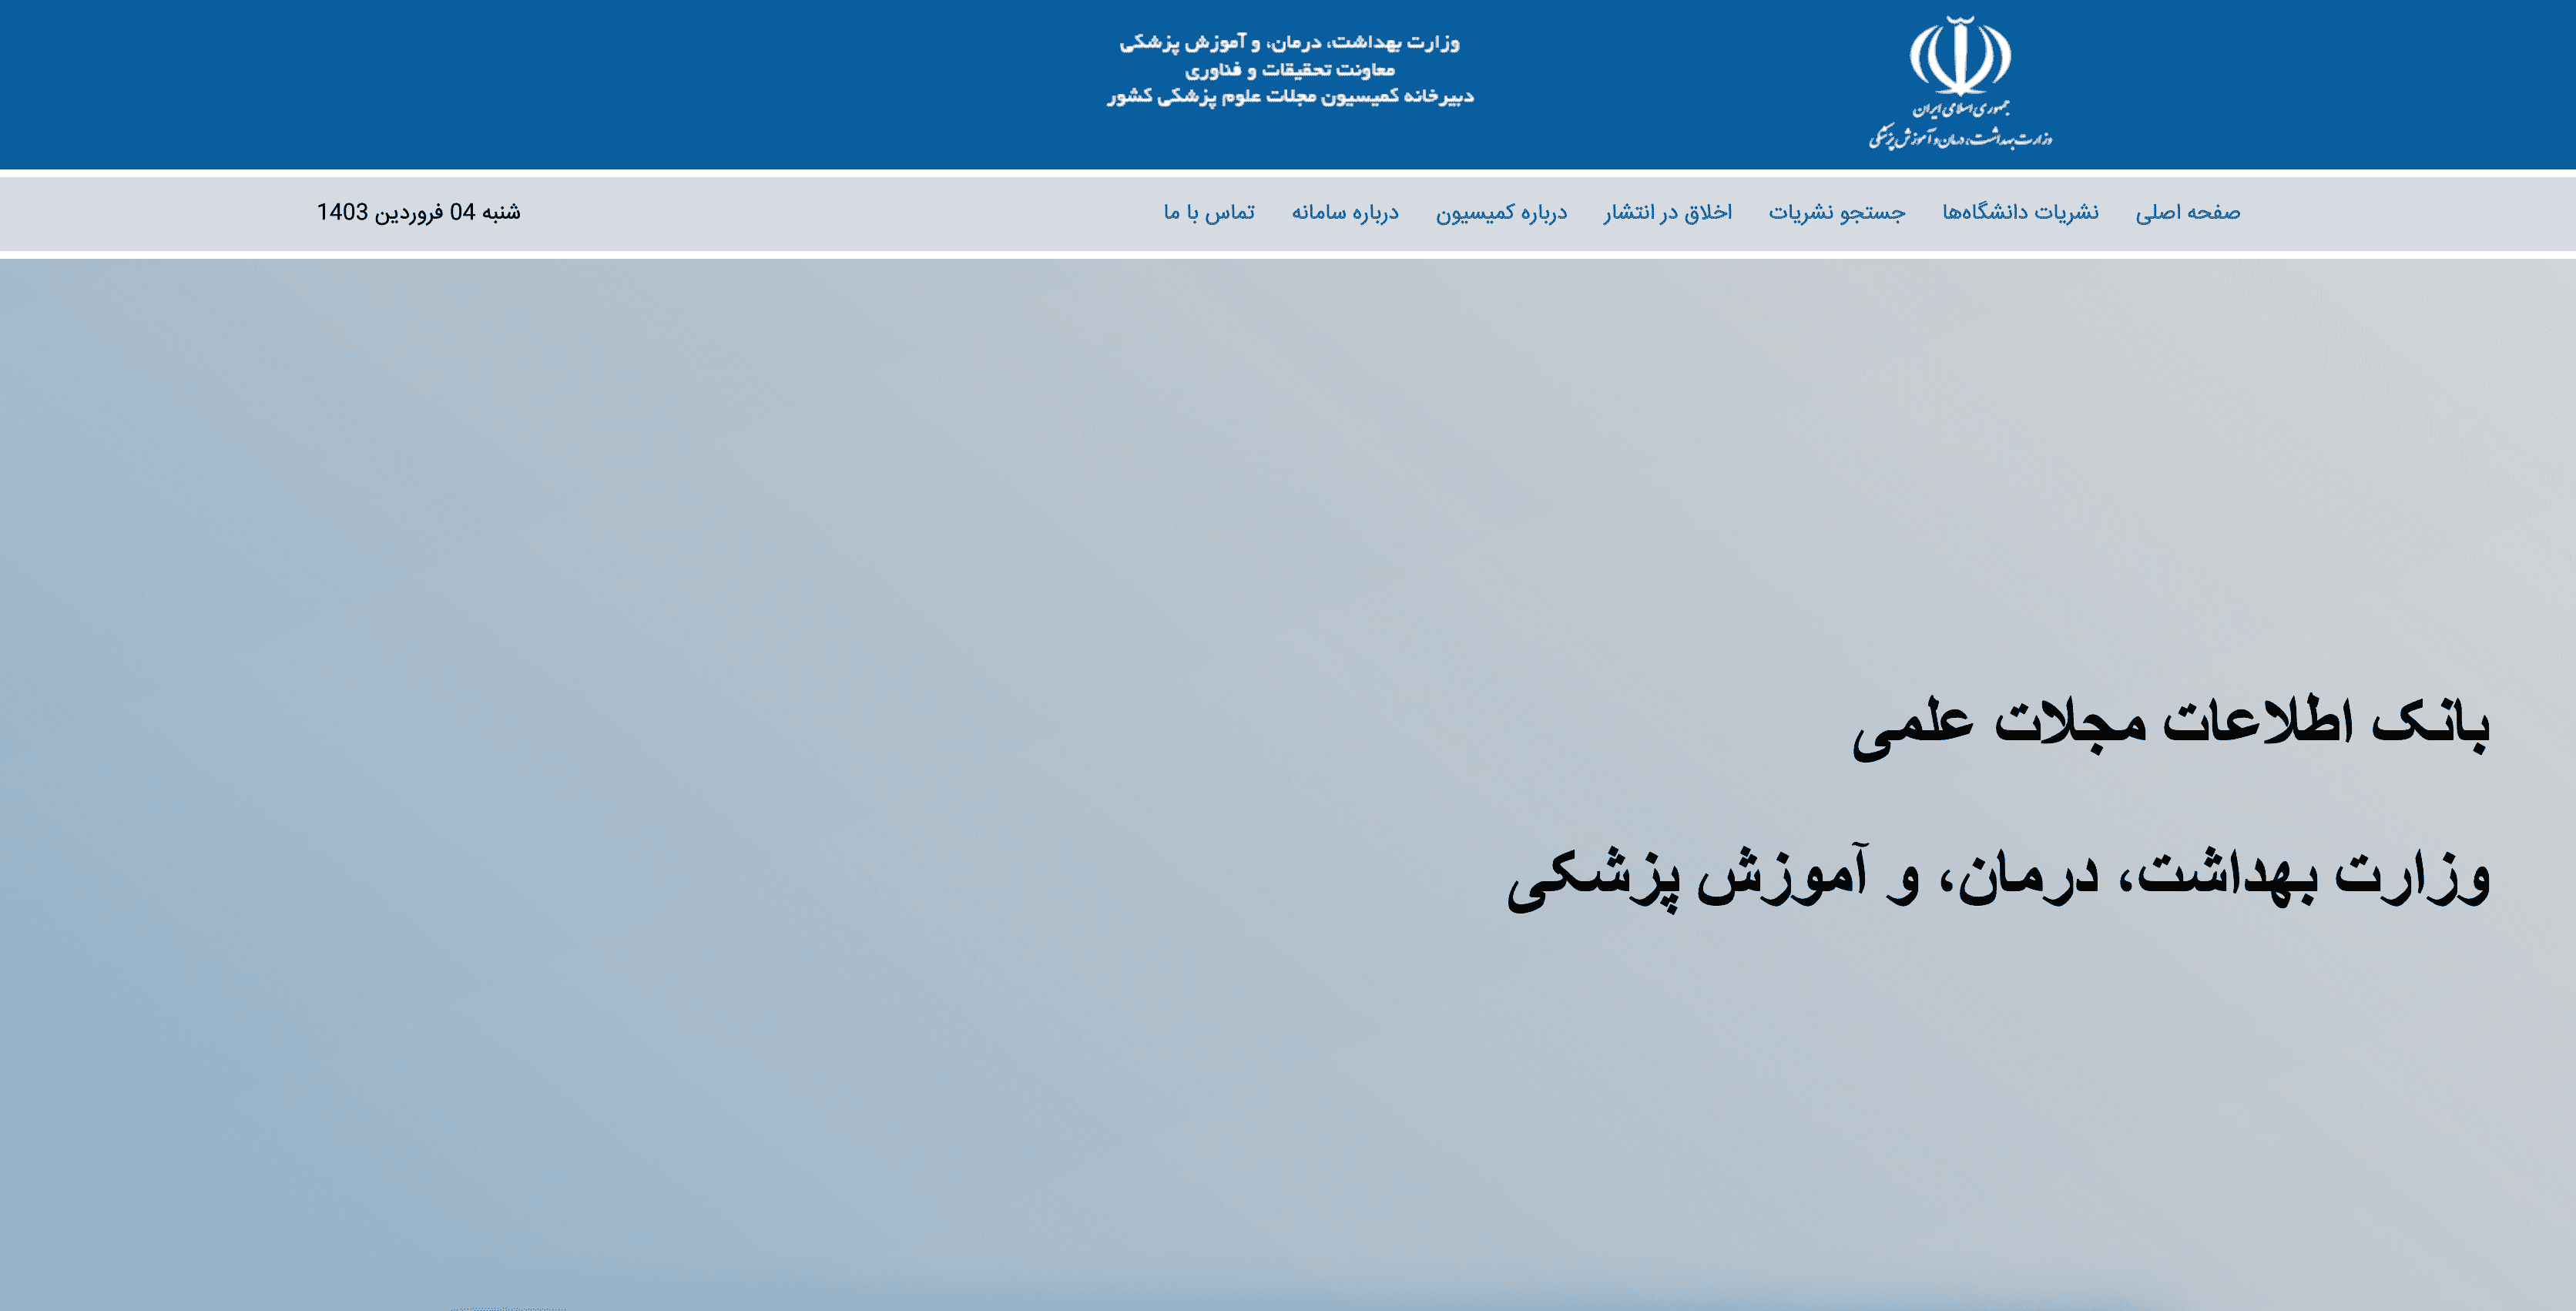 جمهوری اسلامی ایران
وزارت بهداشت، درمان و آموزش پزشکی
وزارت بهداشت، درمان، و آموزش پزشکی
معاونت تحقیقات و فناوری
دبیرخانه کمیسیون مجلات علوم پزشکی کشور
صفحه اصلی نشریات دانشگاه‌ها جستجو نشریات اخلاق در انتشار درباره کمیسیون درباره سامانه تماس با ما شنبه 04 فروردین 1403
بانک اطلاعات مجلات علمی
وزارت بهداشت، درمان، و آموزش پزشکی